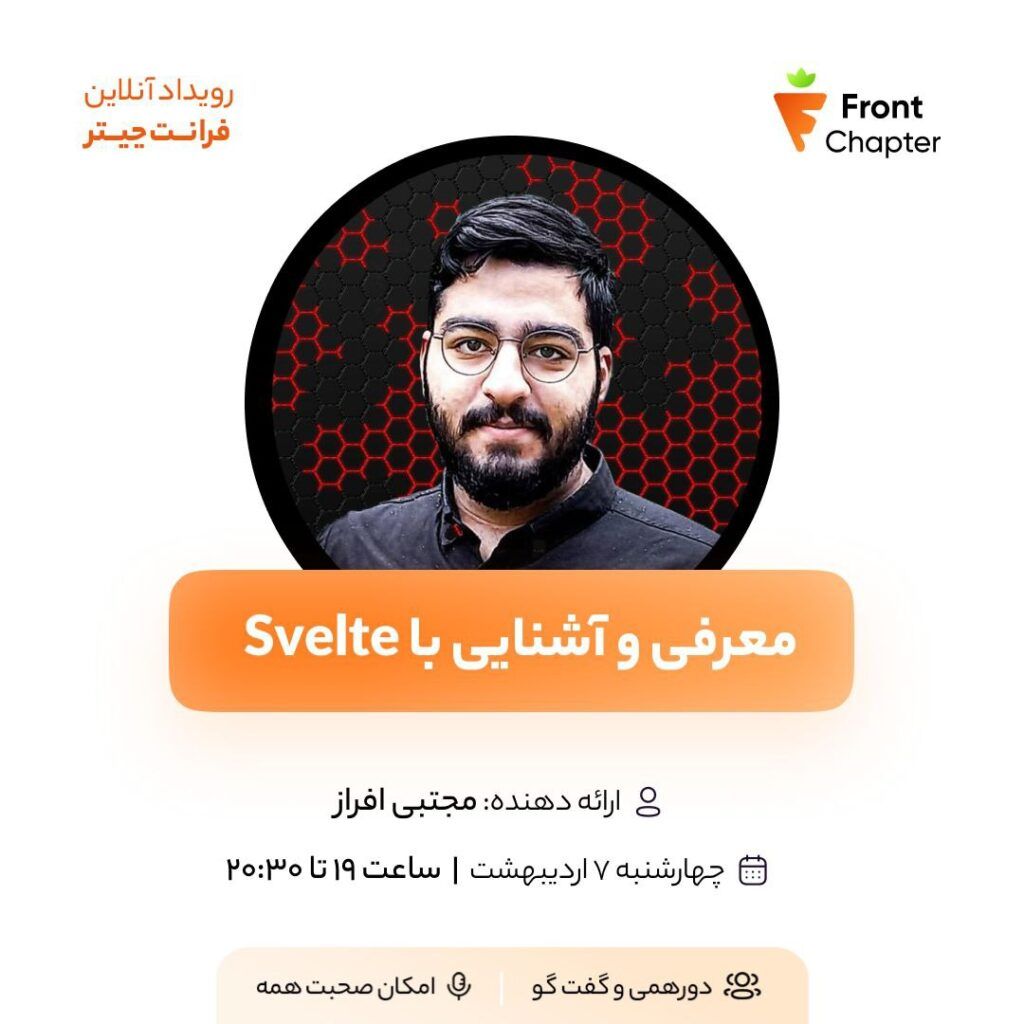 رویداد آنلاین
فرانت‌چپتر
Front
Chapter
معرفی و آشنایی با Svelte
ارائه دهنده: مجتبی افراز
چهارشنبه ۷ اردیبهشت | ساعت ۱۹ تا ۲۰:۳۰
دورهمی و گفت گو | امکان صحبت همه